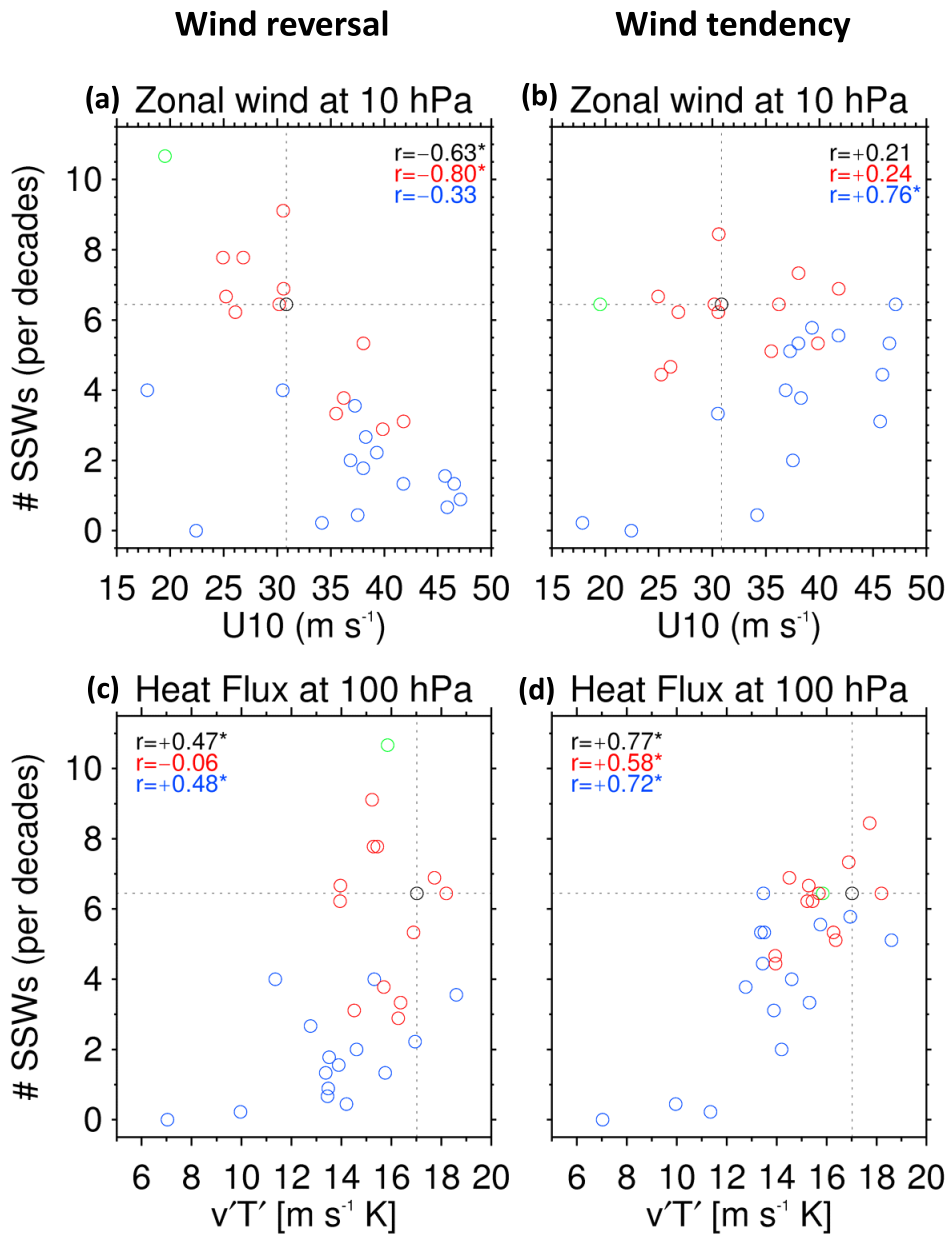 Wind reversal
Wind tendency
(a) Zonal wind at 10 hPa
r=−0.63*
r=−0.80*
r=−0.33
# SSWs (per decades)
10
8
6
4
2
0
15 20 25 30 35 40 45 50
U10 (m s⁻¹)
(b) Zonal wind at 10 hPa
r=+0.21
r=+0.24
r=+0.76*
15 20 25 30 35 40 45 50
U10 (m s⁻¹)
(c) Heat Flux at 100 hPa
r=+0.47*
r=−0.06
r=+0.48*
# SSWs (per decades)
10
8
6
4
2
0
6 8 10 12 14 16 18 20
v′T′ [m s⁻¹ K]
(d) Heat Flux at 100 hPa
r=+0.77*
r=+0.58*
r=+0.72*
6 8 10 12 14 16 18 20
v′T′ [m s⁻¹ K]